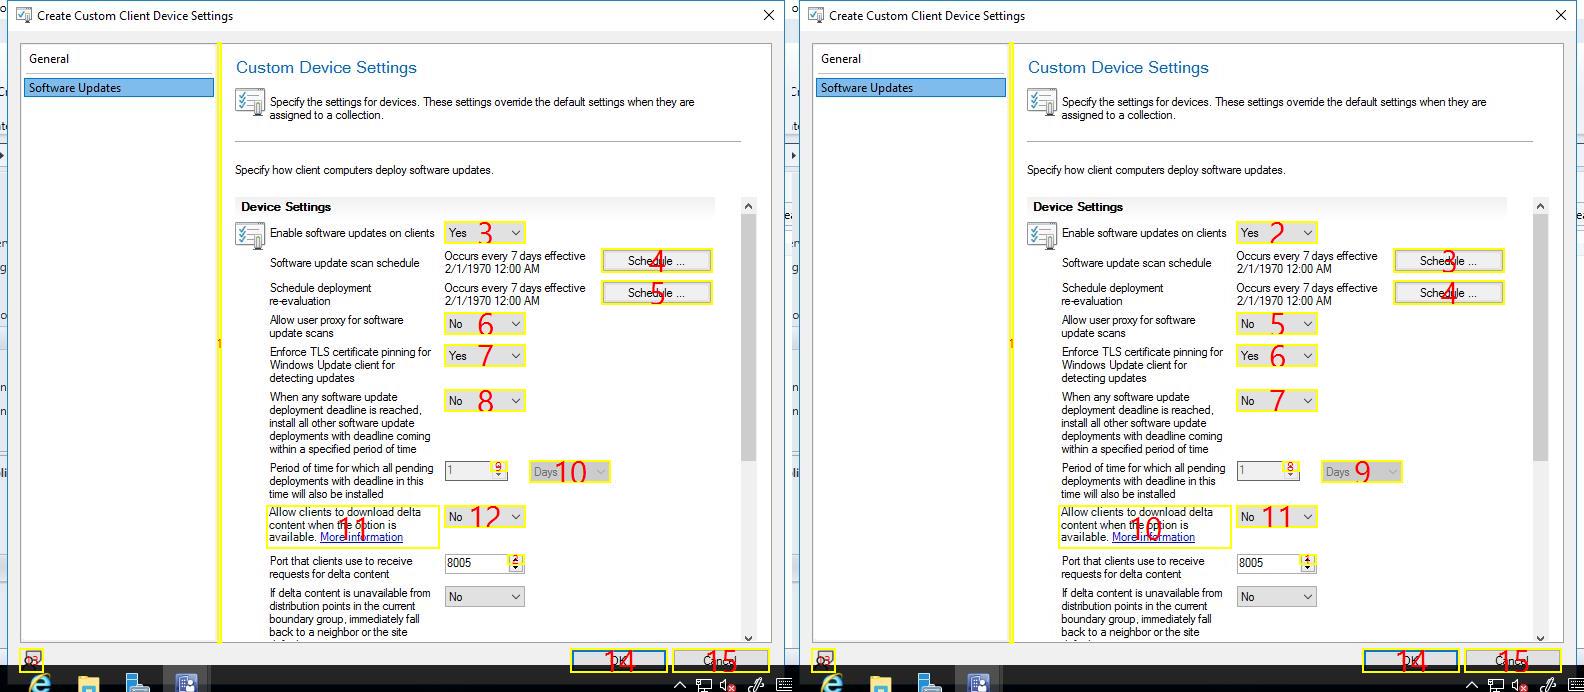 Create Custom Client Device Settings
General
Software Updates
Custom Device Settings
Specify the settings for devices. These settings override the default settings when they are
assigned to a collection.
Specify how client computers deploy software updates.
Device Settings
Enable software updates on clients
Yes 3
Software update scan schedule
Occurs every 7 days effective
2/1/1970 12:00 AM
Schedule ... 4
Schedule deployment
re-evaluation
Occurs every 7 days effective
2/1/1970 12:00 AM
Schedule ... 5
Allow user proxy for software
update scans
No 6
1
Enforce TLS certificate pinning for
Windows Update client for
detecting updates
Yes 7
When any software update
deployment deadline is reached,
install all other software update
deployments with deadline coming
within a specified period of time
No 8
Period of time for which all pending
deployments with deadline in this
time will also be installed
1 9
Days 10
Allow clients to download delta
content when the option is
available. More information
11
No 12
Port that clients use to receive
requests for delta content
8005
If delta content is unavailable from
distribution points in the current
boundary group, immediately fall
back to a neighbor or the site
No
OK 14
Cancel 15
Create Custom Client Device Settings
General
Software Updates
Custom Device Settings
Specify the settings for devices. These settings override the default settings when they are
assigned to a collection.
Specify how client computers deploy software updates.
Device Settings
Enable software updates on clients
Yes 2
Software update scan schedule
Occurs every 7 days effective
2/1/1970 12:00 AM
Schedule ... 3
Schedule deployment
re-evaluation
Occurs every 7 days effective
2/1/1970 12:00 AM
Schedule ... 4
Allow user proxy for software
update scans
No 5
1
Enforce TLS certificate pinning for
Windows Update client for
detecting updates
Yes 6
When any software update
deployment deadline is reached,
install all other software update
deployments with deadline coming
within a specified period of time
No 7
Period of time for which all pending
deployments with deadline in this
time will also be installed
1 8
Days 9
Allow clients to download delta
content when the option is
available. More information
10
No 11
Port that clients use to receive
requests for delta content
8005
If delta content is unavailable from
distribution points in the current
boundary group, immediately fall
back to a neighbor or the site
No
OK 14
Cancel 15